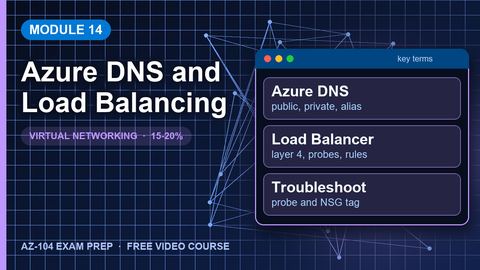 MODULE 14
Azure DNS and
Load Balancing
VIRTUAL NETWORKING · 15-20%
AZ-104 EXAM PREP · FREE VIDEO COURSE
key terms
Azure DNS
public, private, alias
Load Balancer
layer 4, probes, rules
Troubleshoot
probe and NSG tag